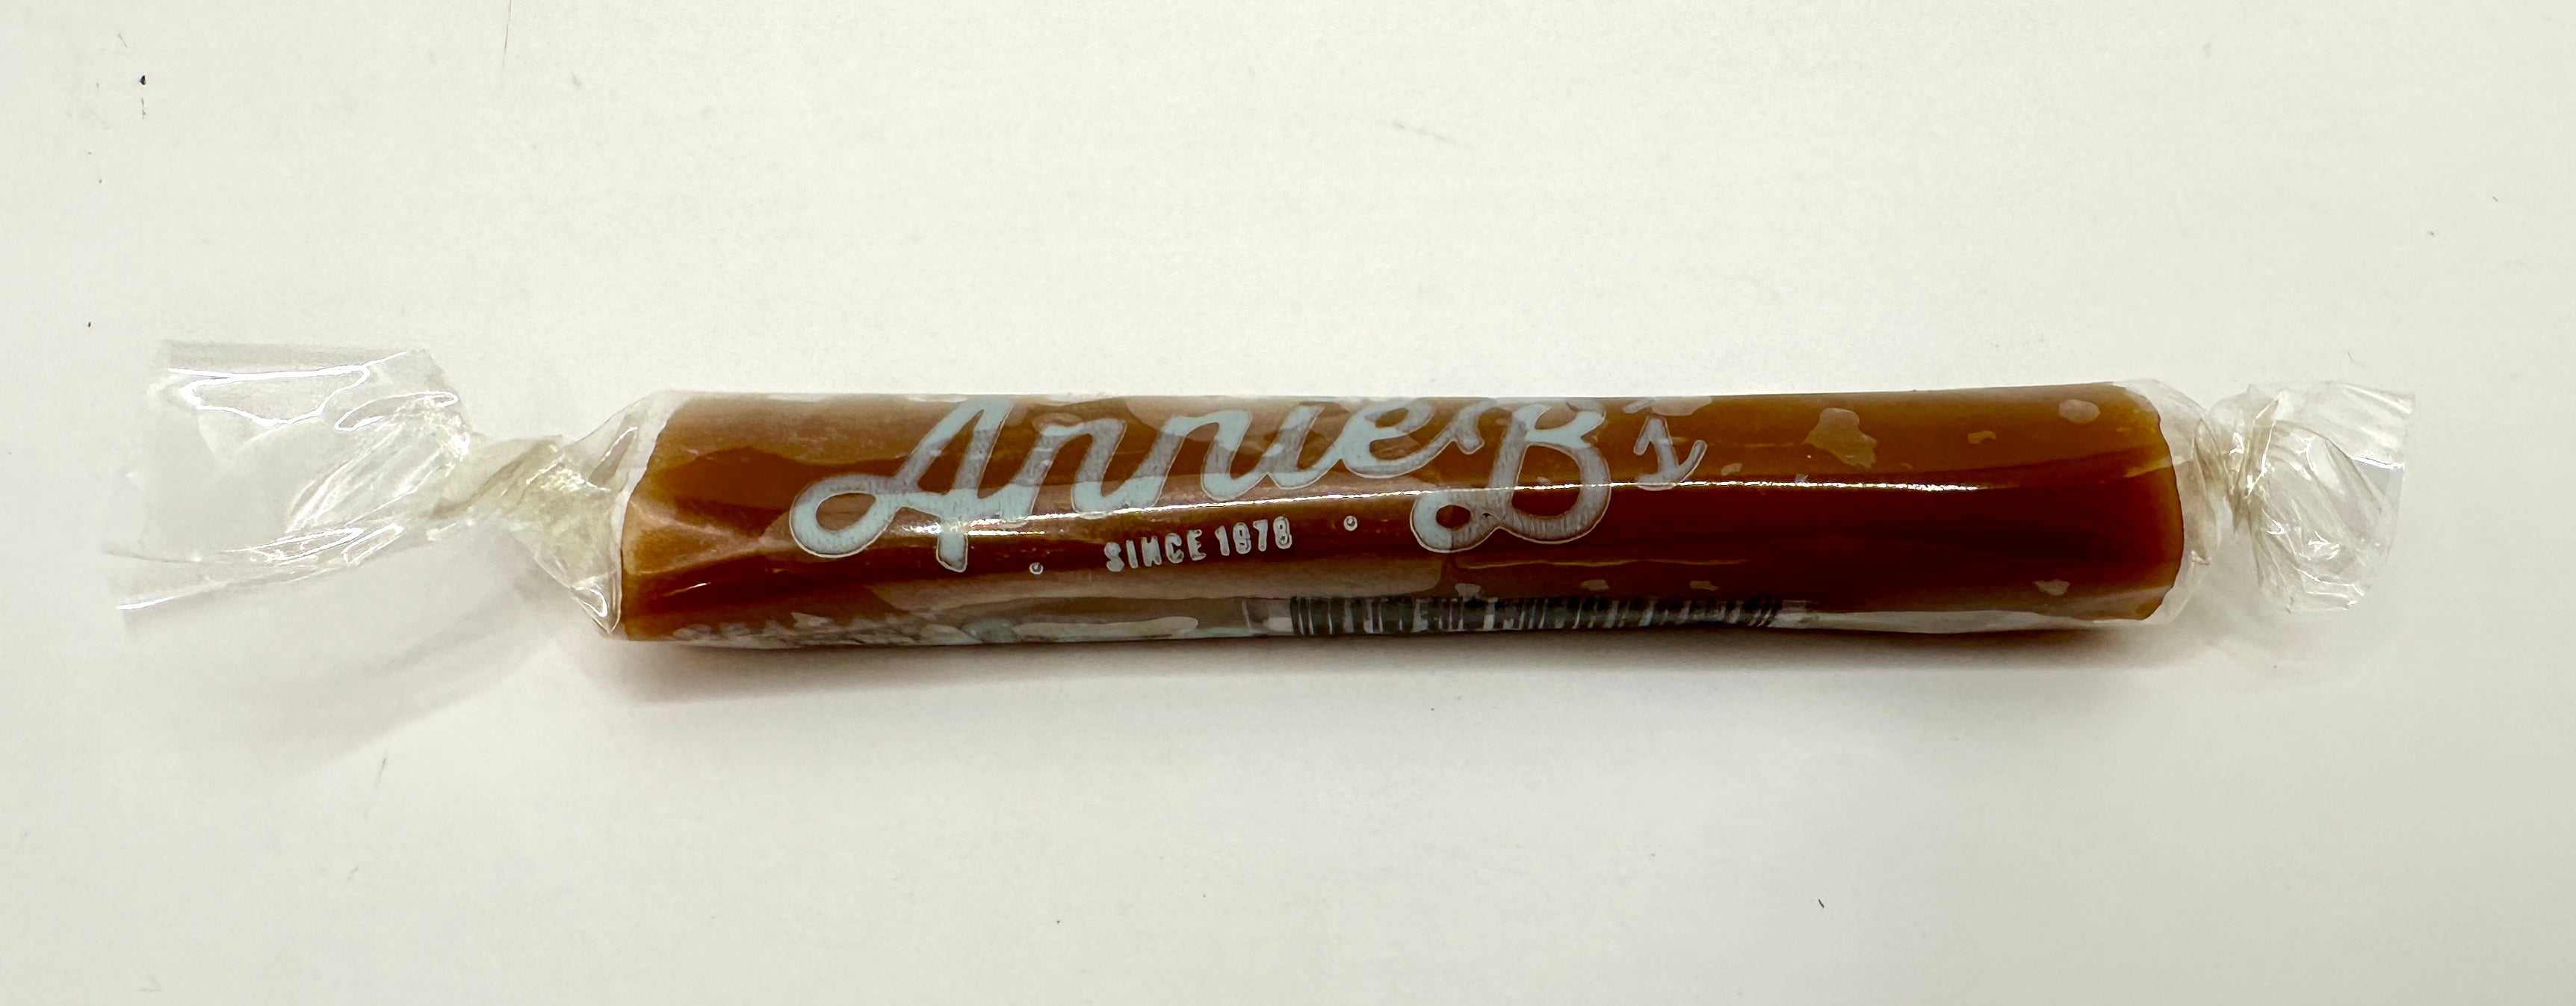 Annie B's
SINCE 1978